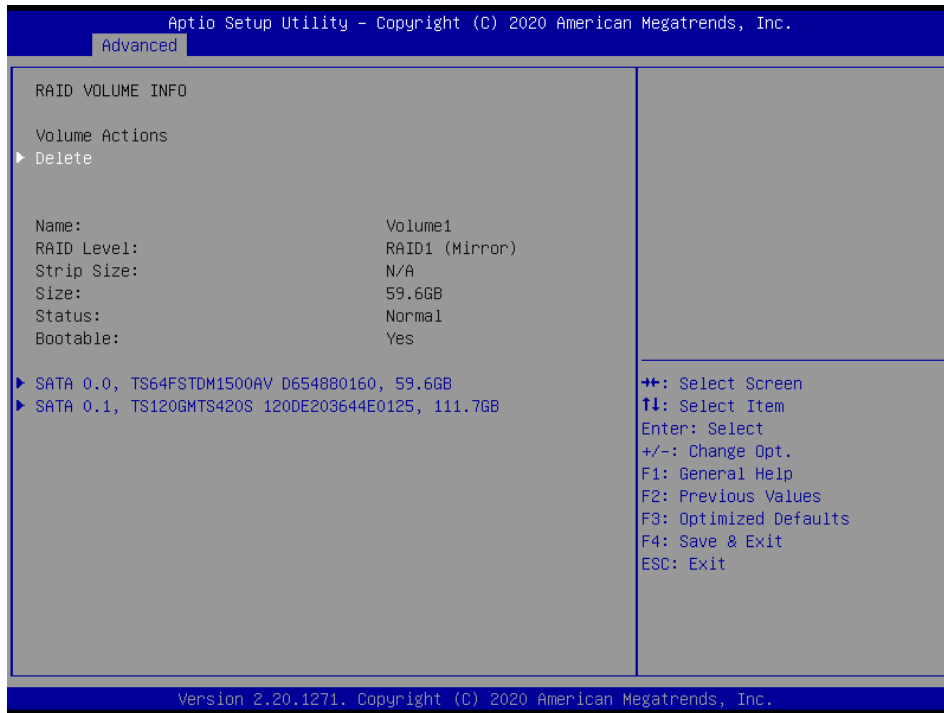 Aptio Setup Utility – Copyright (C) 2020 American Megatrends, Inc.
Advanced
RAID VOLUME INFO
Volume Actions
Delete
Name: Volume1
RAID Level: RAID1 (Mirror)
Strip Size: N/A
Size: 59.6GB
Status: Normal
Bootable: Yes
SATA 0.0, TS64FSTDM1500AV D654880160, 59.6GB
SATA 0.1, TS120GMTS420S 120DE203644E0125, 111.7GB
→←: Select Screen
↑↓: Select Item
Enter: Select
+/-: Change Opt.
F1: General Help
F2: Previous Values
F3: Optimized Defaults
F4: Save & Exit
ESC: Exit
Version 2.20.1271. Copyright (C) 2020 American Megatrends, Inc.